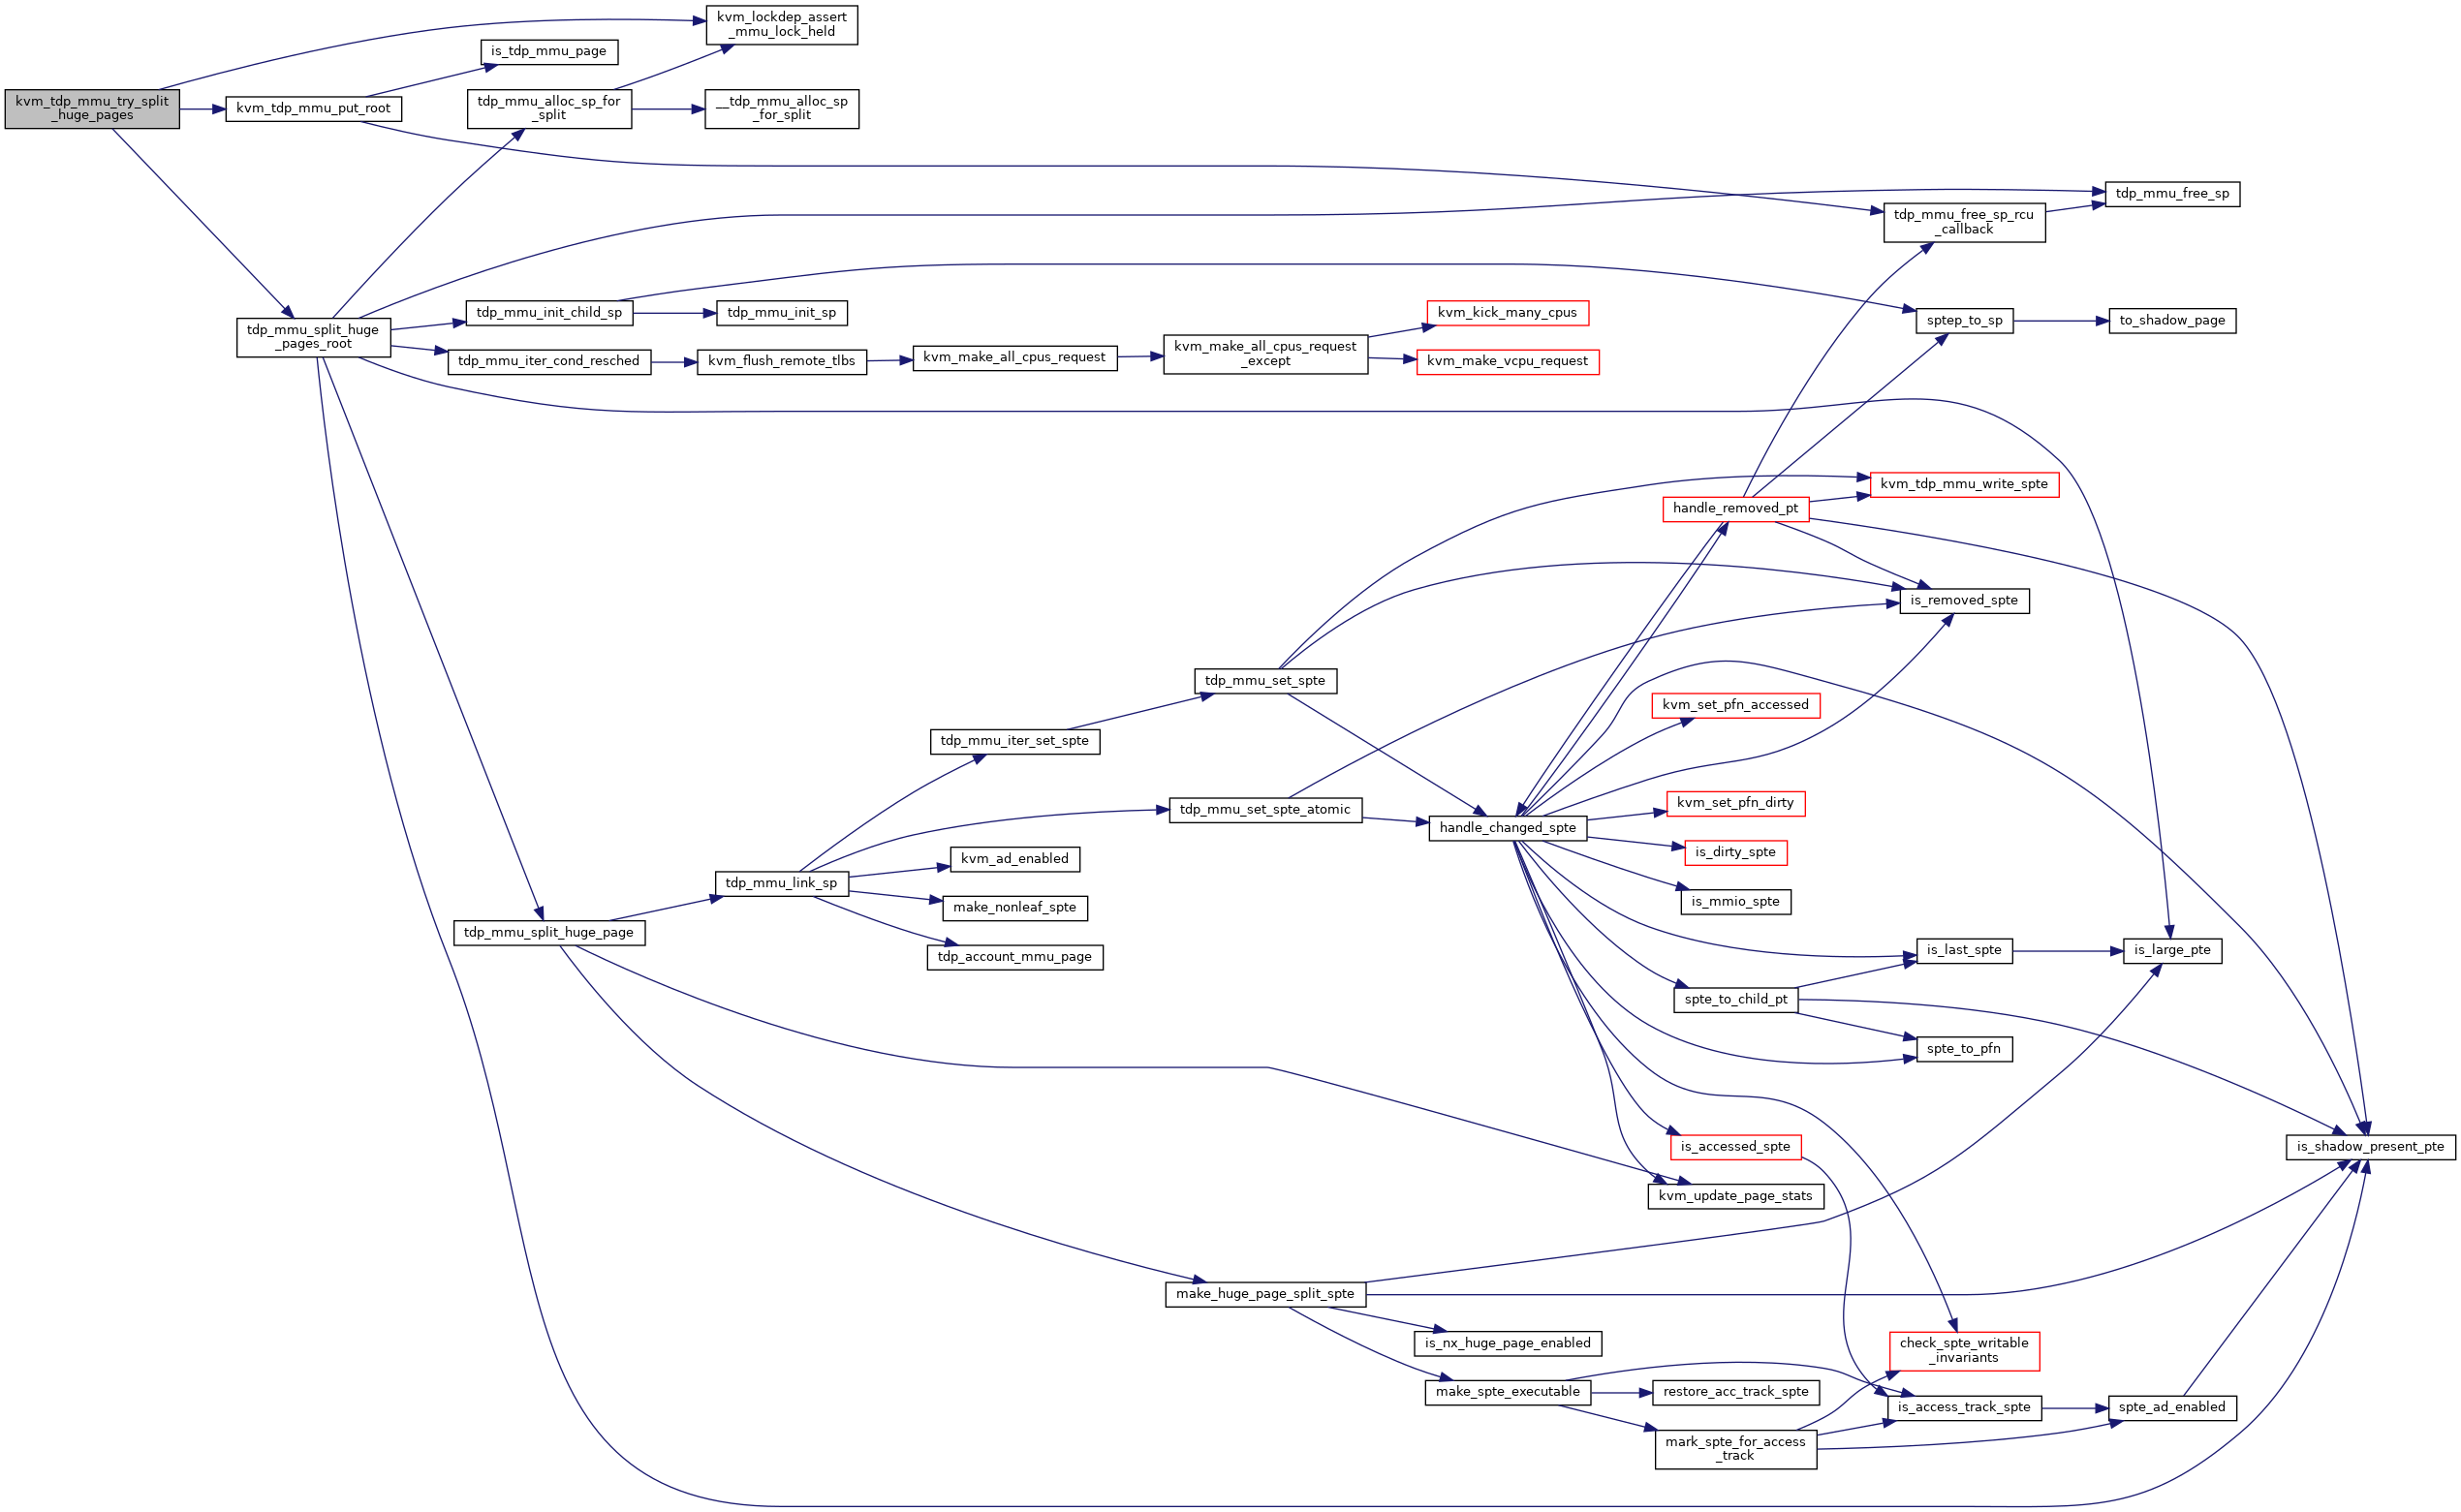 kvm_lockdep_assert
_mmu_lock_held
is_tdp_mmu_page
kvm_tdp_mmu_try_split
_huge_pages
kvm_tdp_mmu_put_root
tdp_mmu_alloc_sp_for
_split
__tdp_mmu_alloc_sp
_for_split
tdp_mmu_free_sp
tdp_mmu_free_sp_rcu
_callback
tdp_mmu_split_huge
_pages_root
tdp_mmu_init_child_sp
tdp_mmu_init_sp
kvm_kick_many_cpus
sptep_to_sp
to_shadow_page
tdp_mmu_iter_cond_resched
kvm_flush_remote_tlbs
kvm_make_all_cpus_request
kvm_make_all_cpus_request
_except
kvm_make_vcpu_request
kvm_tdp_mmu_write_spte
handle_removed_pt
is_removed_spte
tdp_mmu_set_spte
kvm_set_pfn_accessed
tdp_mmu_iter_set_spte
tdp_mmu_set_spte_atomic
kvm_set_pfn_dirty
handle_changed_spte
is_dirty_spte
kvm_ad_enabled
tdp_mmu_link_sp
is_mmio_spte
make_nonleaf_spte
tdp_mmu_split_huge_page
tdp_account_mmu_page
is_last_spte
is_large_pte
spte_to_child_pt
spte_to_pfn
is_accessed_spte
is_shadow_present_pte
kvm_update_page_stats
make_huge_page_split_spte
is_nx_huge_page_enabled
check_spte_writable
_invariants
make_spte_executable
restore_acc_track_spte
is_access_track_spte
spte_ad_enabled
mark_spte_for_access
_track